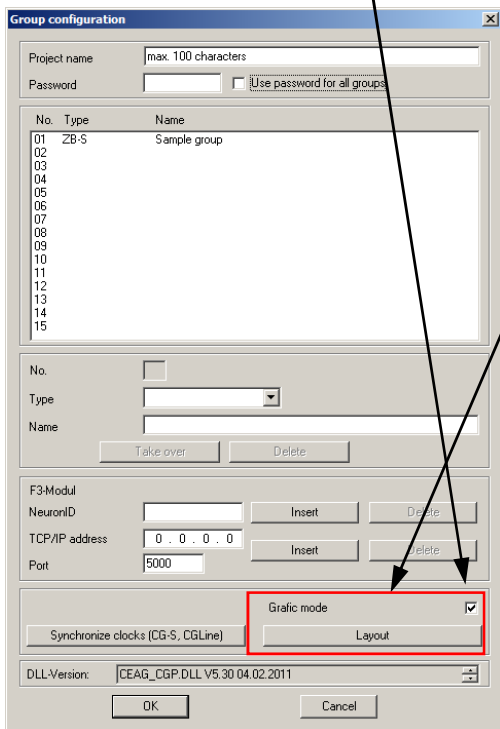 Group configuration
Project name max. 100 characters
Password Use password for all groups
No. Type Name
01 ZB-S Sample group
02
03
04
05
06
07
08
09
10
11
12
13
14
15
No.
Type
Name
Take over Delete
F3-Modul
NeuronID Insert Delete
TCP/IP address 0 . 0 . 0 . 0 Insert Delete
Port 5000
Grafic mode
Synchronize clocks (CG-S, CGLine) Layout
DLL-Version: CEAG_CGP.DLL V5.30 04.02.2011
OK Cancel